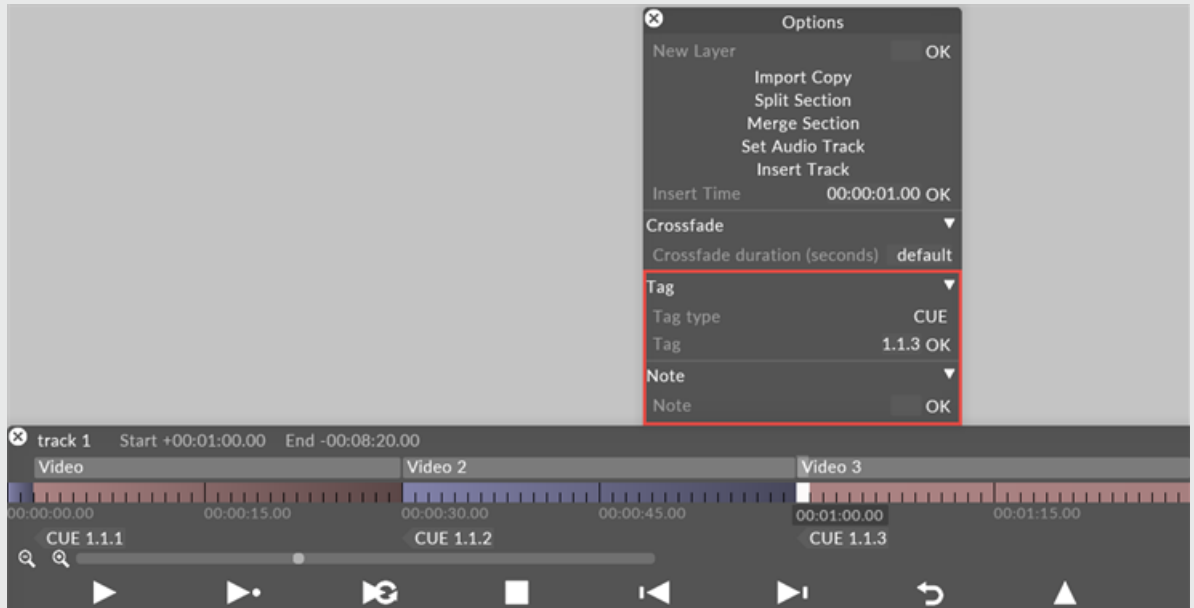 Options
New Layer OK
Import Copy
Split Section
Merge Section
Set Audio Track
Insert Track
Insert Time 00:00:01.00 OK
Crossfade
Crossfade duration (seconds) default
Tag
Tag type CUE
Tag 1.1.3 OK
Note
Note OK
track 1 Start +00:01:00.00 End -00:08:20.00
Video Video 2 Video 3
00:00:00.00 00:00:15.00 00:00:30.00 00:00:45.00 00:01:00.00 00:01:15.00
CUE 1.1.1 CUE 1.1.2 CUE 1.1.3